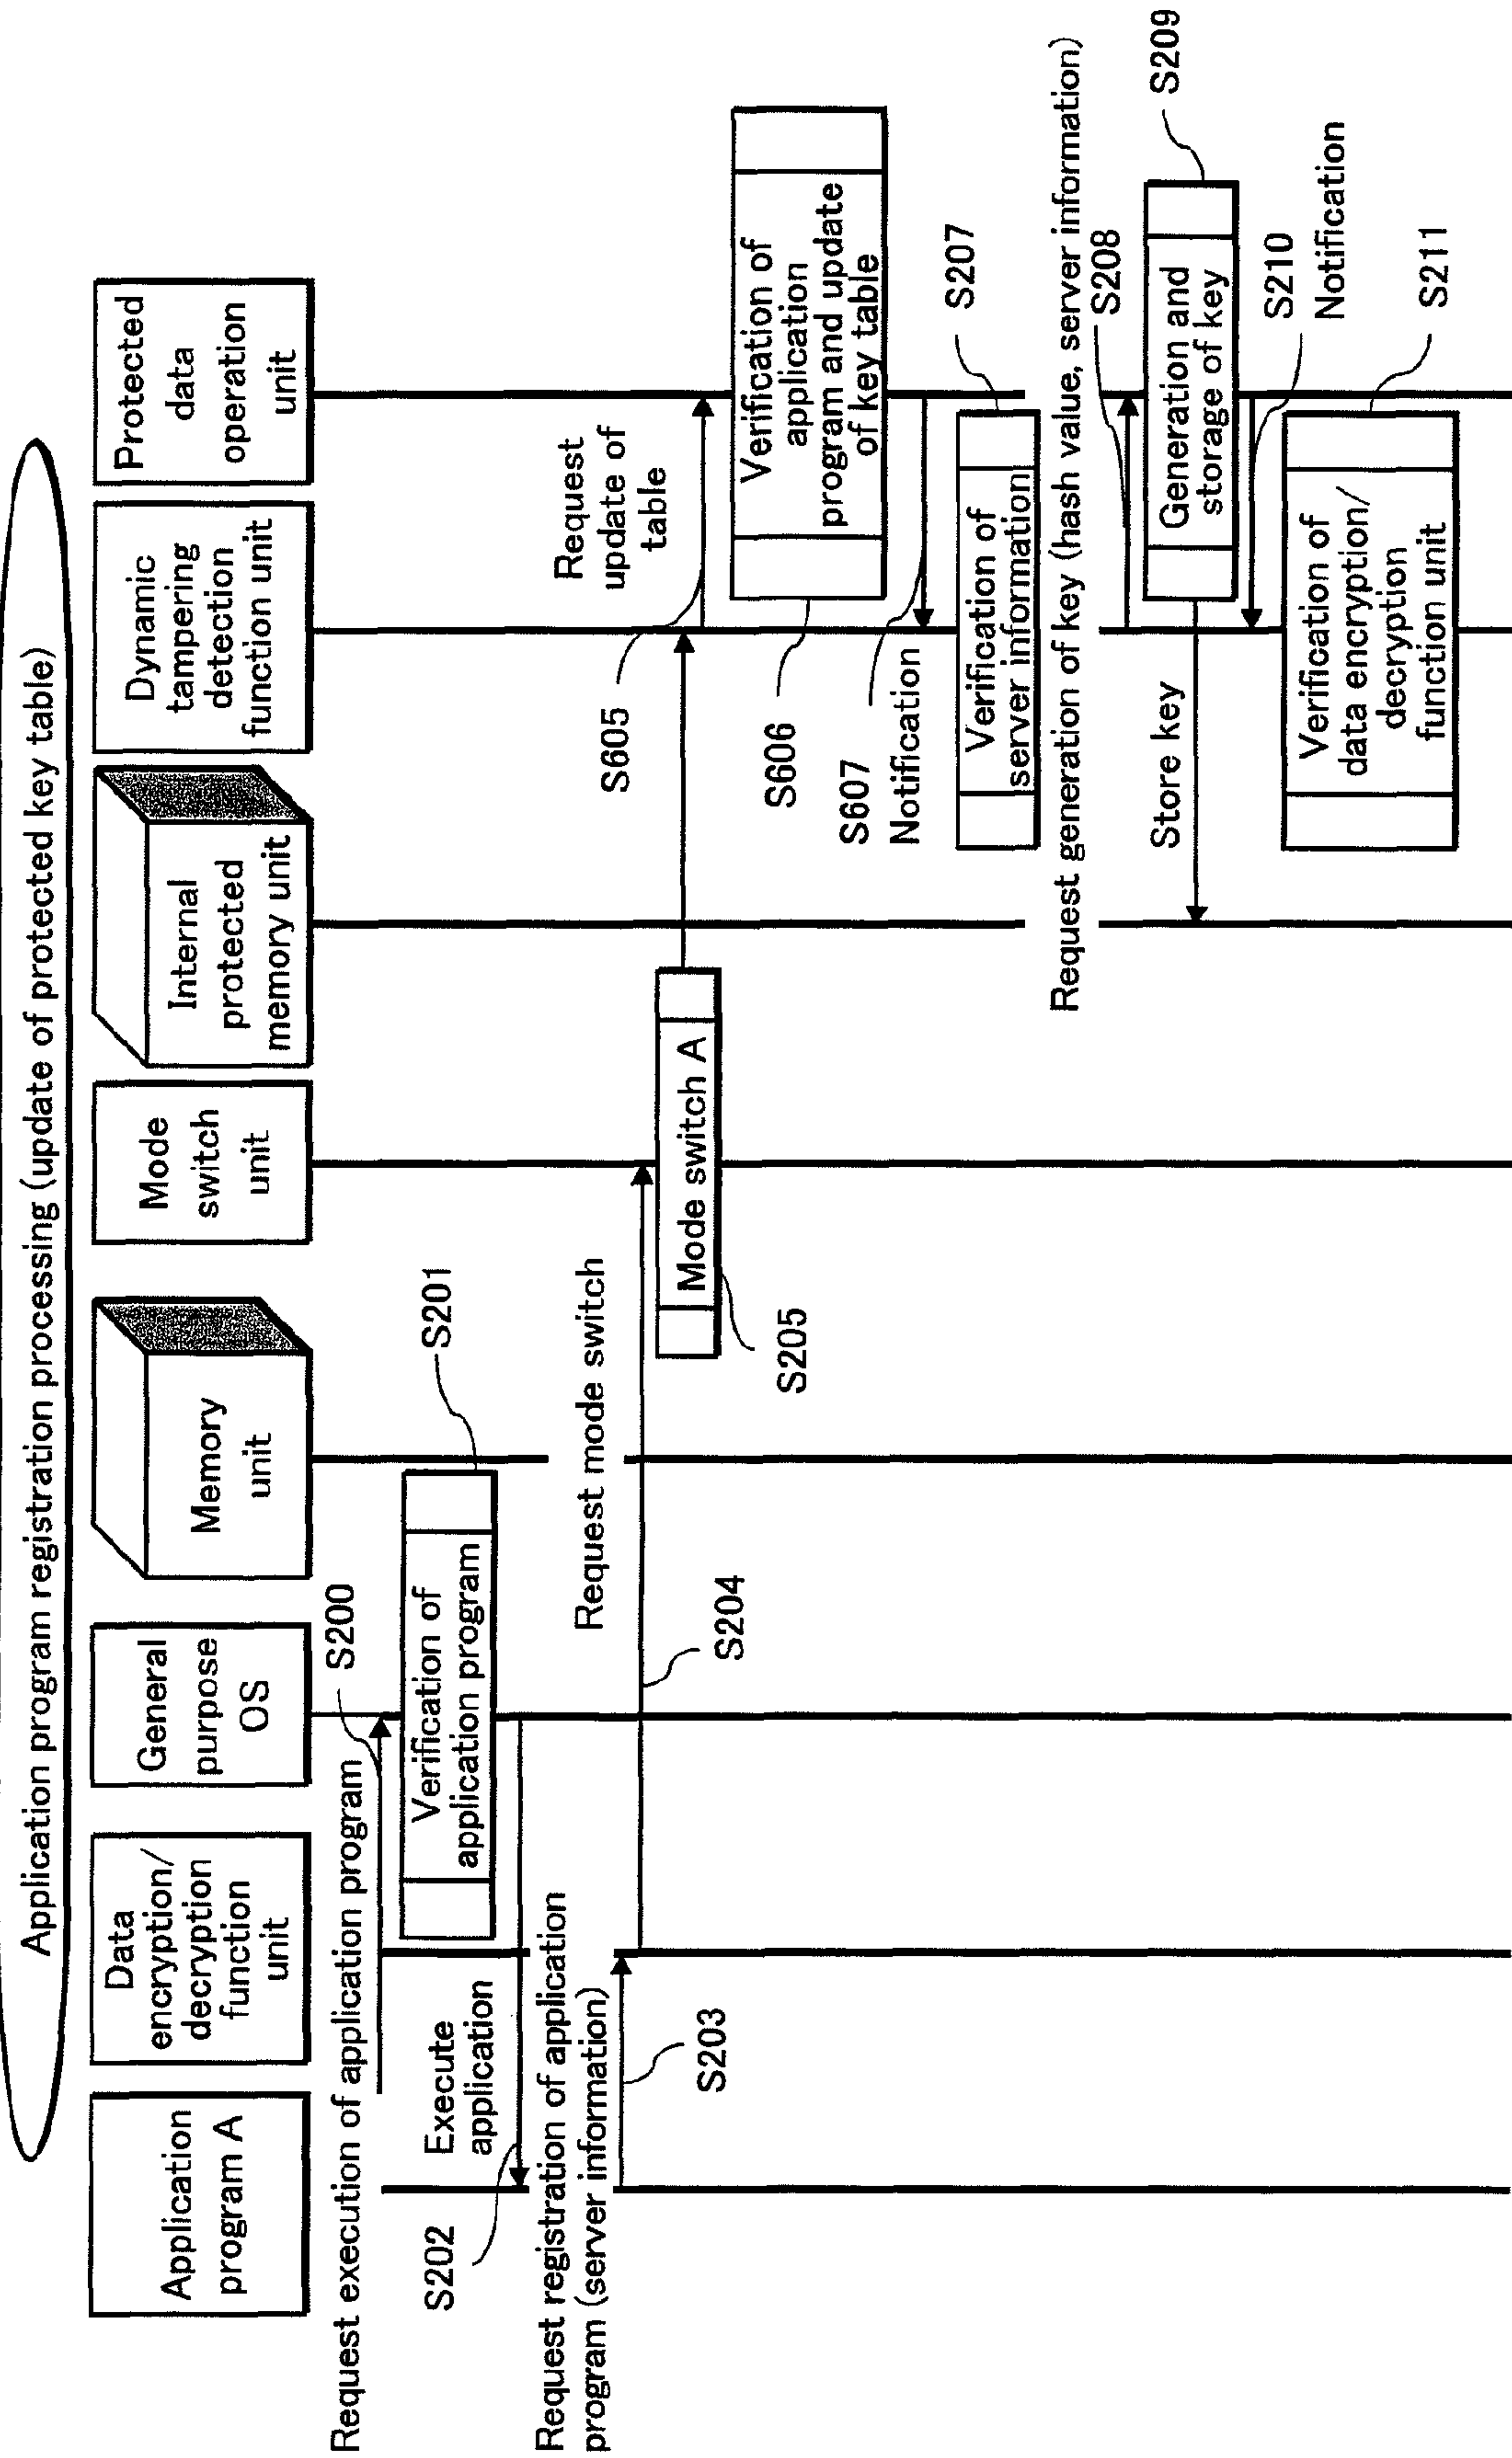 Application program registration processing (update of protected key table)
Application
program A
Data
encryption/
decryption
function
unit
General
purpose
OS
Memory
unit
Mode
switch
unit
Internal
protected
memory unit
Dynamic
tampering
detection
function unit
Protected
data
operation
unit
Request execution of application program
S200
Verification of
application program
S201
Execute
application
S202
Request registration of application
program (server information)
S203
Request mode switch
S204
Mode switch A
S205
Request
update of
table
S605
Verification of
application
program and update
of key table
S606
S607
Notification
Verification of
server information
S207
Request generation of key (hash value, server information)
S208
Generation and
storage of key
S209
Store key
S210
Notification
Verification of
data encryption/
decryption
function unit
S211